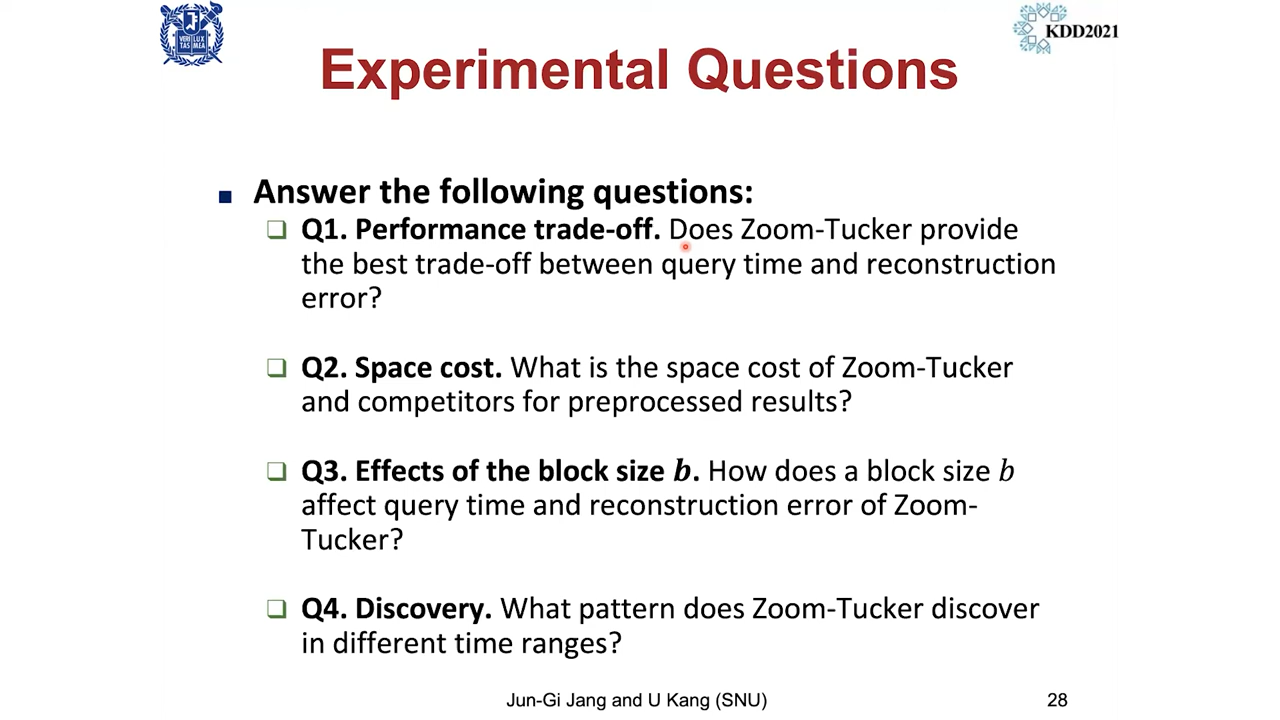 VERI LUX
TAS MEA
KDD2021
Experimental Questions
Answer the following questions:
Q1. Performance trade-off. Does Zoom-Tucker provide
the best trade-off between query time and reconstruction
error?
Q2. Space cost. What is the space cost of Zoom-Tucker
and competitors for preprocessed results?
Q3. Effects of the block size b. How does a block size b
affect query time and reconstruction error of Zoom-
Tucker?
Q4. Discovery. What pattern does Zoom-Tucker discover
in different time ranges?
Jun-Gi Jang and U Kang (SNU)
28